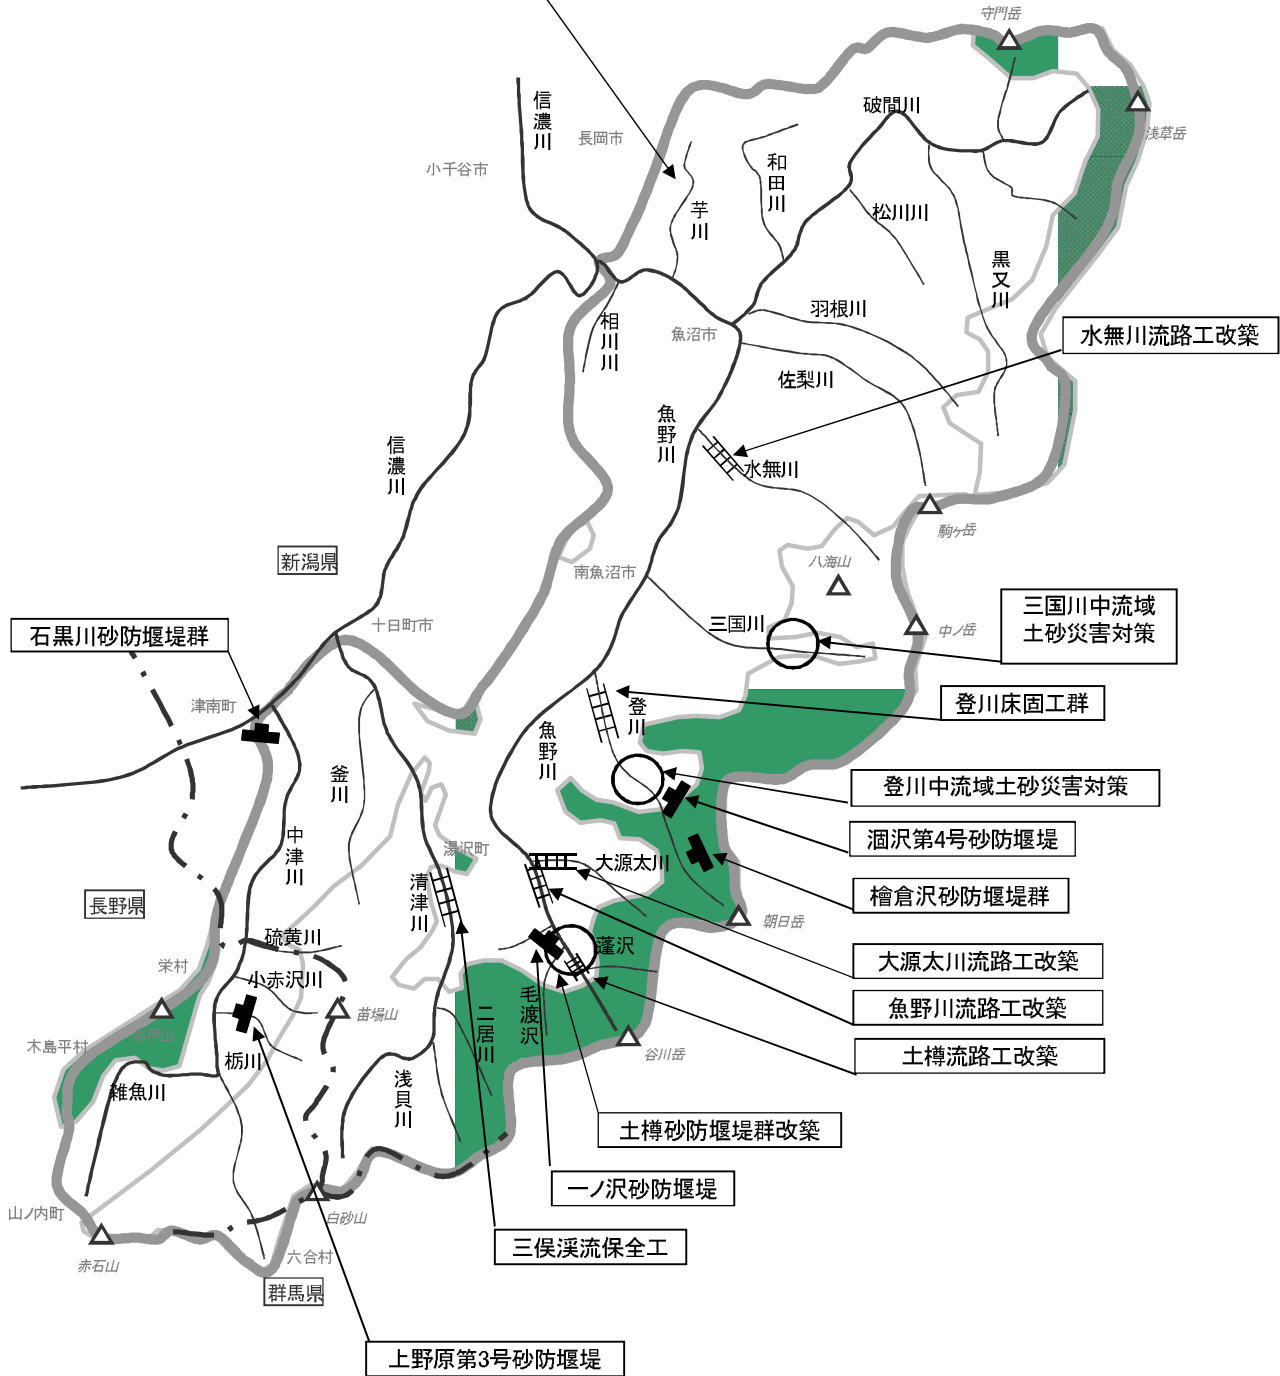 守門岳
破間川
浅草岳
信濃川
長岡市
小千谷市
和田川
芋川
松川川
黒又川
羽根川
相川川
魚沼市
水無川流路工改築
佐梨川
魚野川
信濃川
水無川
駒ヶ岳
新潟県
八海山
南魚沼市
三国川中流域
土砂災害対策
石黒川砂防堰堤群
十日町市
三国川
中ノ岳
津南町
登川
登川床固工群
魚野川
釜川
登川中流域土砂災害対策
中津川
涸沢第4号砂防堰堤
湯沢町
大源太川
長野県
清津川
檜倉沢砂防堰堤群
朝日岳
硫黄川
蓬沢
栄村
小赤沢川
大源太川流路工改築
魚野川流路工改築
苗場山
毛渡沢
二居川
鳥甲山
木島平村
栃川
谷川岳
土樽流路工改築
雑魚川
浅貝川
土樽砂防堰堤群改築
一ノ沢砂防堰堤
山ノ内町
白砂山
三俣渓流保全工
赤石山
六合村
群馬県
上野原第3号砂防堰堤